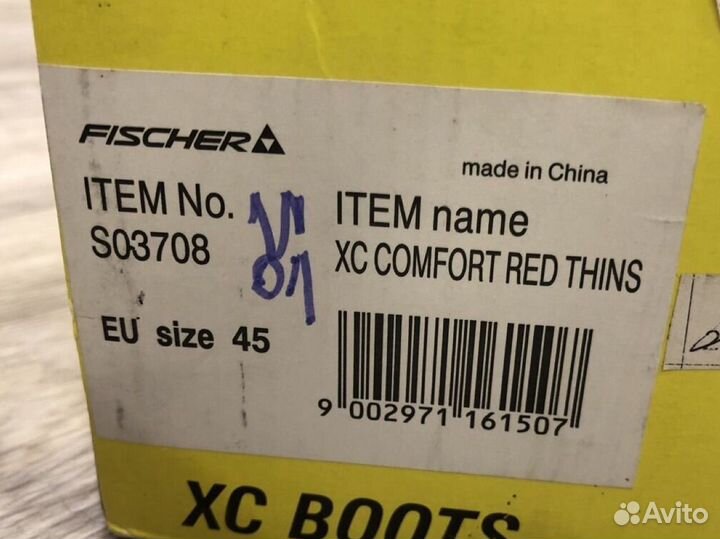 FISCHER
made in China
ITEM No.
S03708
ITEM name
XC COMFORT RED THINS
EU size 45
9 002971 161507
XC BOOTS
Avito